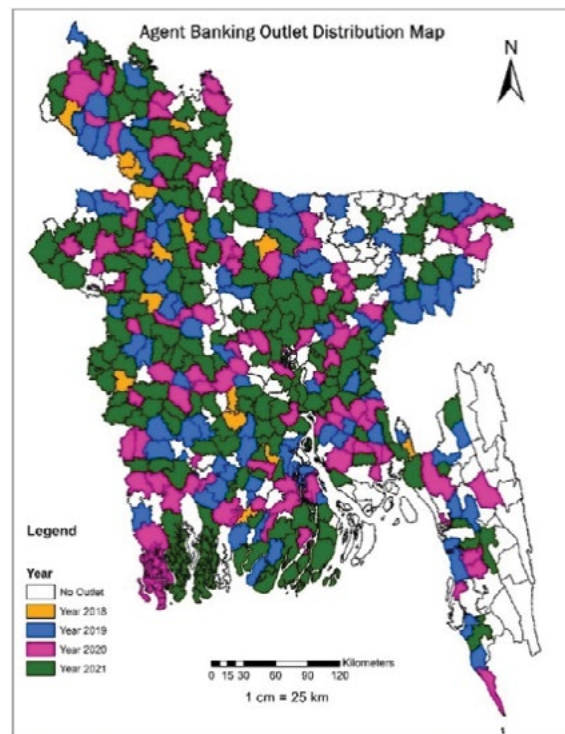 Agent Banking Outlet Distribution Map
N
Legend
Year
No Outlet
Year 2018
Year 2019
Year 2020
Year 2021
Kilometers
0 15 30 60 90 120
1 cm = 25 km
1